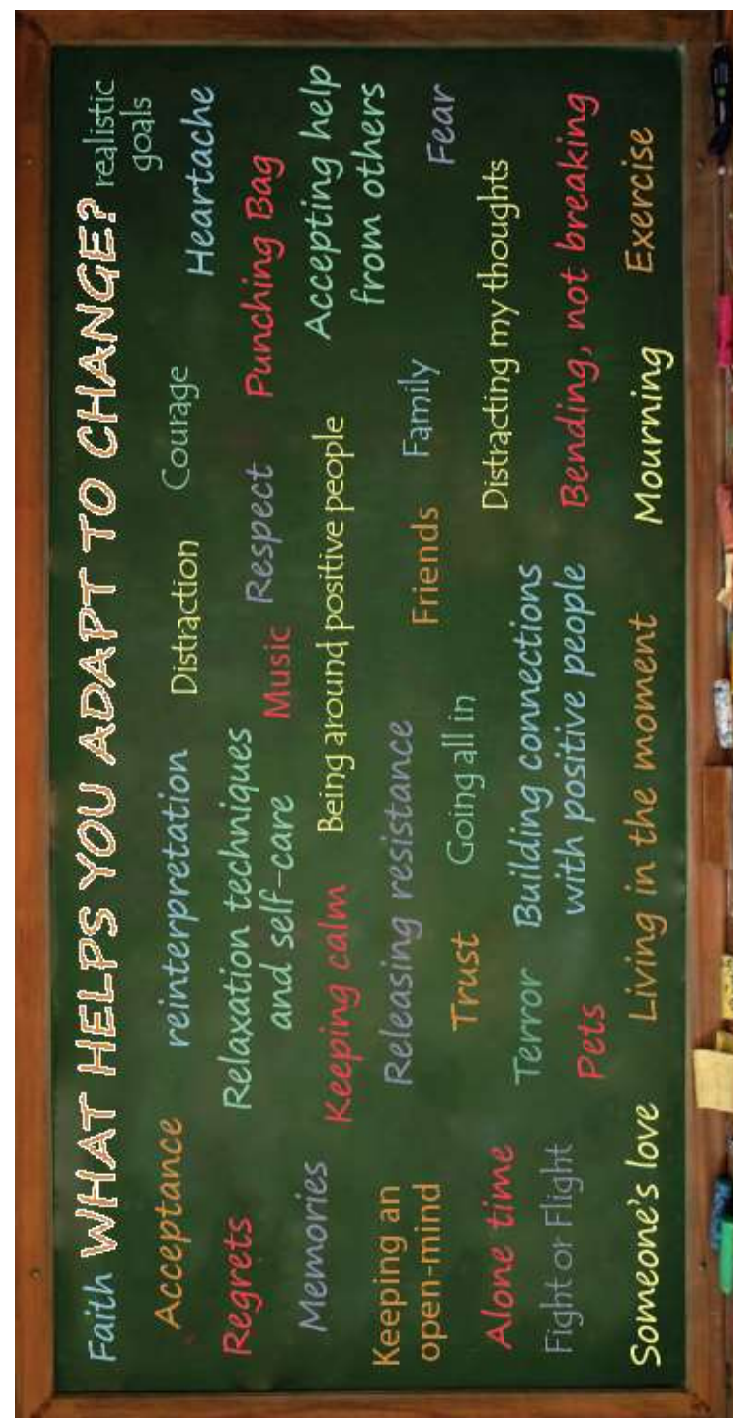 Faith
WHAT HELPS YOU ADAPT TO CHANGE?
realistic
goals
Acceptance
reinterpretation
Distraction
Courage
Heartache
Regrets
Relaxation techniques
and self-care
Music
Respect
Punching Bag
Memories
Keeping calm
Being around positive people
Accepting help
from others
Keeping an
open-mind
Releasing resistance
Friends
Family
Fear
Alone time
Trust
Going all in
Distracting my thoughts
Fight or Flight
Terror
Pets
Building connections
with positive people
Bending, not breaking
Someone's love
Living in the moment
Mourning
Exercise